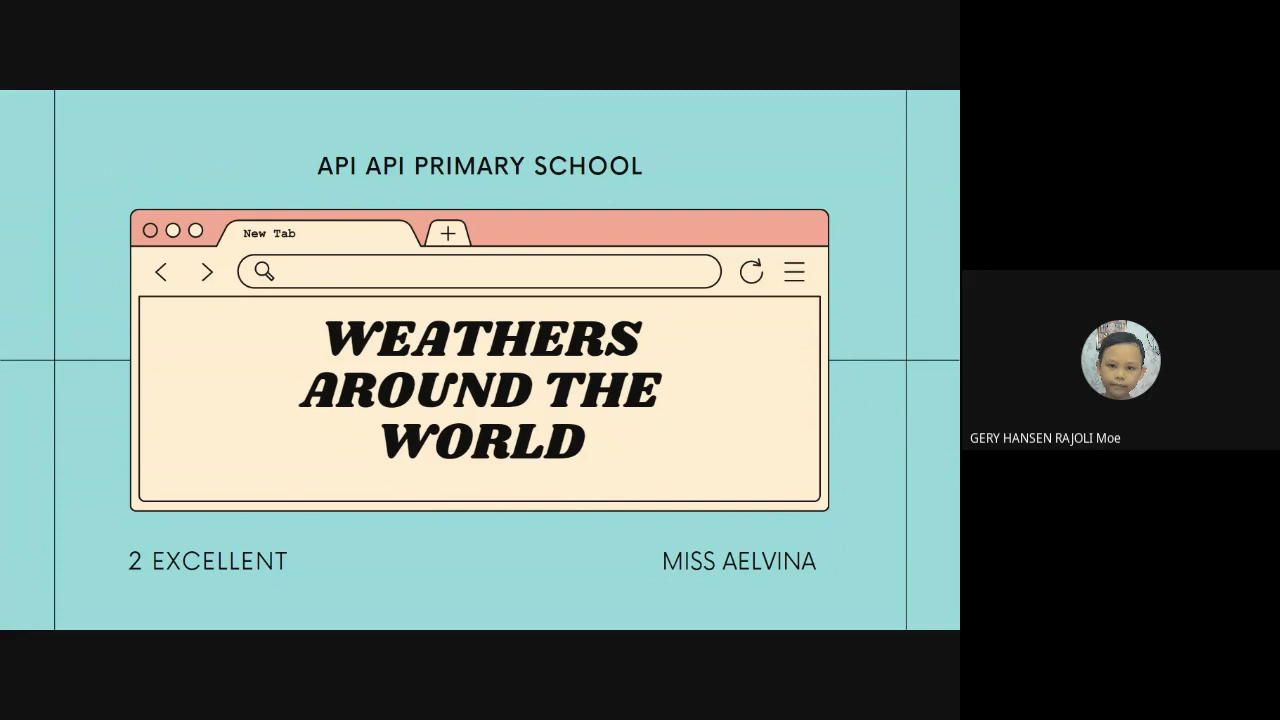 API API PRIMARY SCHOOL
New Tab
WEATHERS
AROUND THE
WORLD
2 EXCELLENT
MISS AELVINA
GERY HANSEN RAJOLI Moe